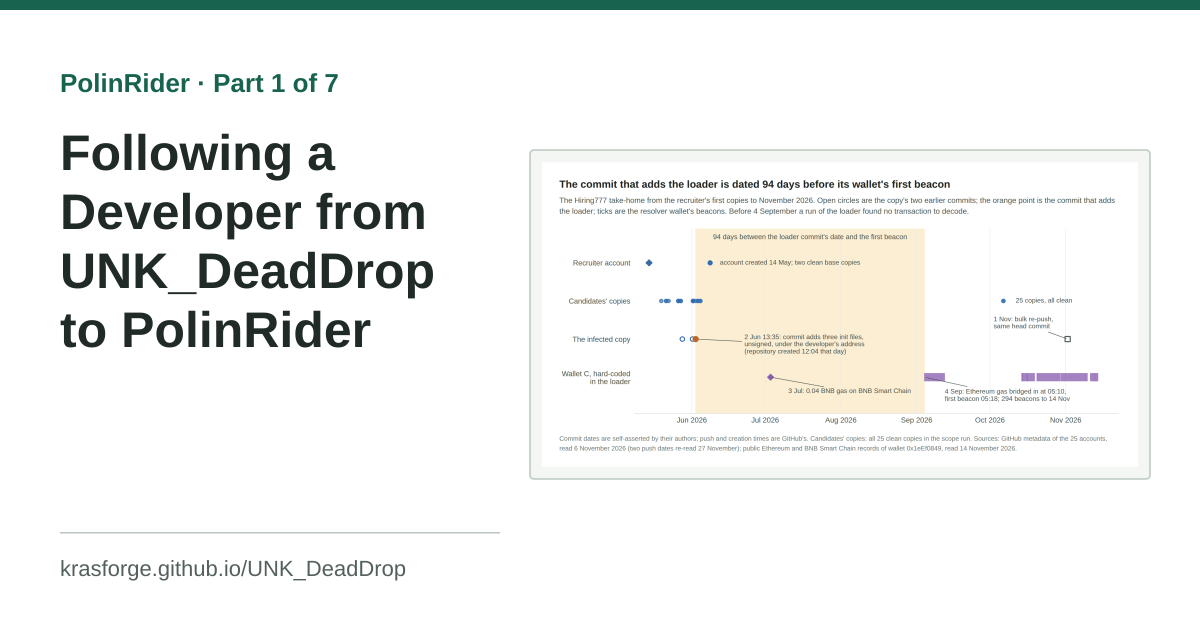 PolinRider · Part 1 of 7
Following a
Developer from
UNK_DeadDrop
to PolinRider
krasforge.github.io/UNK_DeadDrop
The commit that adds the loader is dated 94 days before its wallet's first beacon
The Hiring777 take-home from the recruiter's first copies to November 2026. Open circles are the copy's two earlier commits; the orange point is the commit that adds
the loader; ticks are the resolver wallet's beacons. Before 4 September a run of the loader found no transaction to decode.
94 days between the loader commit's date and the first beacon
Recruiter account
account created 14 May; two clean base copies
Candidates' copies
25 copies, all clean
1 Nov: bulk re-push,
same head commit
The infected copy
2 Jun 13:35: commit adds three init files,
unsigned, under the developer's address
(repository created 12:04 that day)
Wallet C, hard-coded
in the loader
3 Jul: 0.04 BNB gas on BNB Smart Chain
4 Sep: Ethereum gas bridged in at 05:10,
first beacon 05:18; 294 beacons to 14 Nov
Jun 2026
Jul 2026
Aug 2026
Sep 2026
Oct 2026
Nov 2026
Commit dates are self-asserted by their authors; push and creation times are GitHub's. Candidates' copies: all 25 clean copies in the scope run. Sources: GitHub metadata of the 25 accounts,
read 6 November 2026 (two push dates re-read 27 November); public Ethereum and BNB Smart Chain records of wallet 0x1eEf0849, read 14 November 2026.